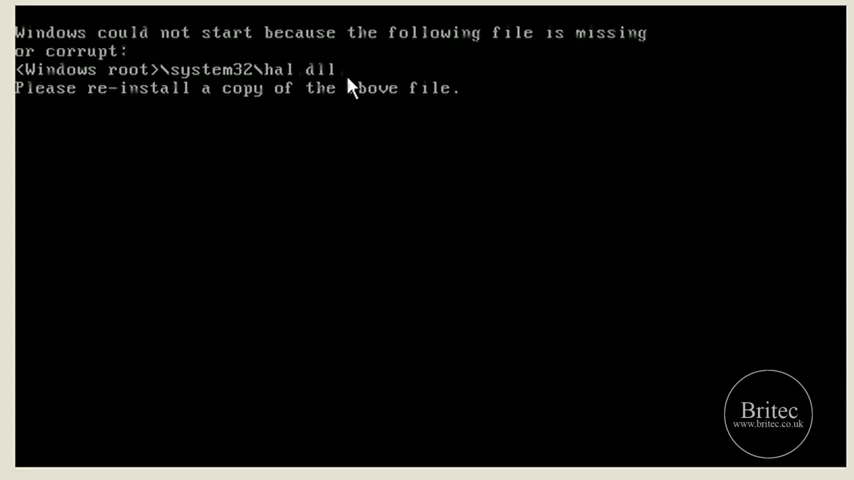 Windows could not start because the following file is missing
or corrupt:
<Windows root>\system32\hal.dll.
Please re-install a copy of the above file.
Britec
www.britec.co.uk